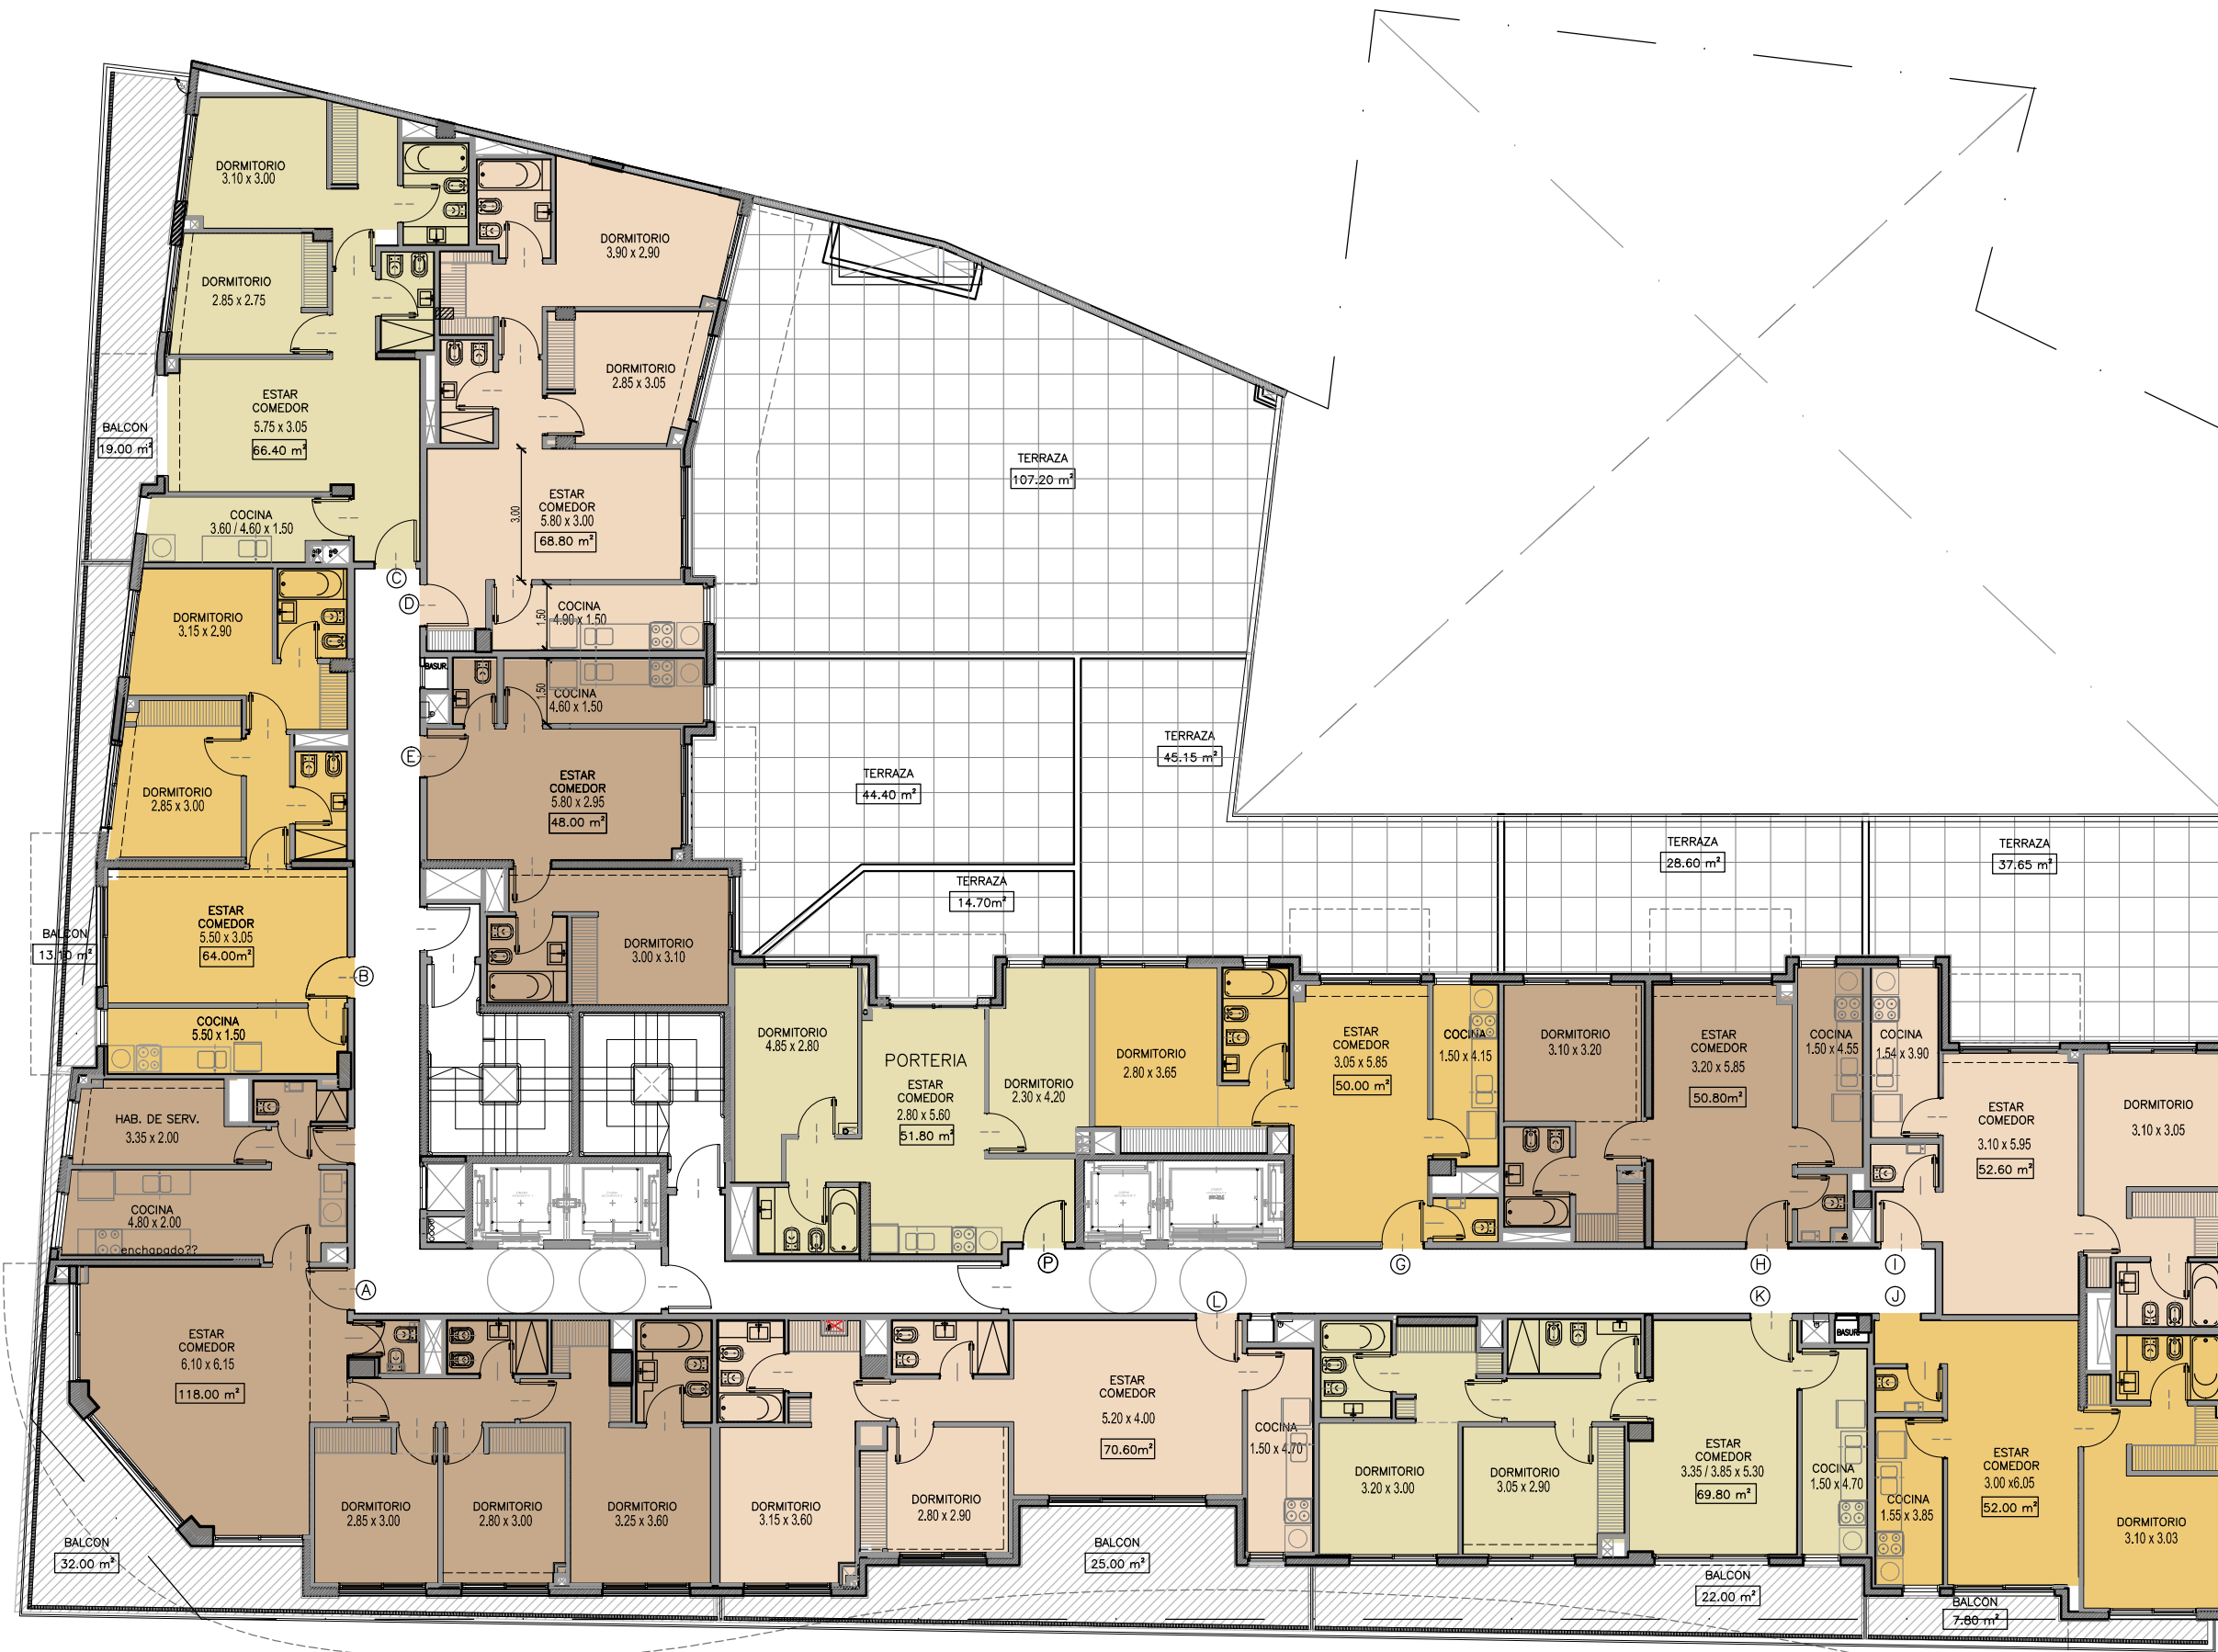 DORMITORIO
3.10 x 3.00
DORMITORIO
2.85 x 2.75
ESTAR
COMEDOR
5.75 x 3.05
66.40 m²
BALCON
19.00 m²
COCINA
3.60 / 4.60 x 1.50
C
DORMITORIO
3.90 x 2.90
DORMITORIO
2.85 x 3.05
3.00
ESTAR
COMEDOR
5.80 x 3.00
68.80 m²
D
1.50
COCINA
4.90 x 1.50
BASUR.
1.50
COCINA
4.60 x 1.50
E
ESTAR
COMEDOR
5.80 x 2.95
48.00 m²
DORMITORIO
3.00 x 3.10
TERRAZA
107.20 m²
TERRAZA
45.15 m²
TERRAZA
44.40 m²
TERRAZA
14.70m²
TERRAZA
28.60 m²
TERRAZA
37.65 m²
DORMITORIO
3.15 x 2.90
DORMITORIO
2.85 x 3.00
ESTAR
COMEDOR
5.50 x 3.05
64.00m²
BALCON
13.10 m²
B
COCINA
5.50 x 1.50
HAB. DE SERV.
3.35 x 2.00
COCINA
4.80 x 2.00
enchapado??
A
ESTAR
COMEDOR
6.10 x 6.15
118.00 m²
BALCON
32.00 m²
DORMITORIO
2.85 x 3.00
DORMITORIO
2.80 x 3.00
DORMITORIO
3.25 x 3.60
DORMITORIO
4.85 x 2.80
PORTERIA
ESTAR
COMEDOR
2.80 x 5.60
51.80 m²
DORMITORIO
2.30 x 4.20
P
DORMITORIO
2.80 x 3.65
ESTAR
COMEDOR
3.05 x 5.85
50.00 m²
COCINA
1.50 x 4.15
G
DORMITORIO
3.10 x 3.20
ESTAR
COMEDOR
3.20 x 5.85
50.80m²
COCINA
1.50 x 4.55
H
COCINA
1.54 x 3.90
ESTAR
COMEDOR
3.10 x 5.95
52.60 m²
DORMITORIO
3.10 x 3.05
I
L
K
J
DORMITORIO
3.15 x 3.60
DORMITORIO
2.80 x 2.90
ESTAR
COMEDOR
5.20 x 4.00
70.60m²
COCINA
1.50 x 4.70
BALCON
25.00 m²
DORMITORIO
3.20 x 3.00
DORMITORIO
3.05 x 2.90
ESTAR
COMEDOR
3.35 / 3.85 x 5.30
69.80 m²
COCINA
1.50 x 4.70
BASUR.
BALCON
22.00 m²
COCINA
1.55 x 3.85
ESTAR
COMEDOR
3.00 x6.05
52.00 m²
DORMITORIO
3.10 x 3.03
BALCON
7.80 m²